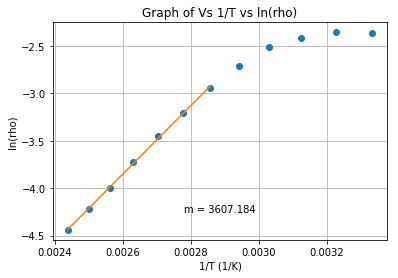 Graph of Vs 1/T vs ln(rho)
ln(rho)
−2.5
−3.0
−3.5
−4.0
−4.5
m = 3607.184
0.0024 0.0026 0.0028 0.0030 0.0032
1/T (1/K)